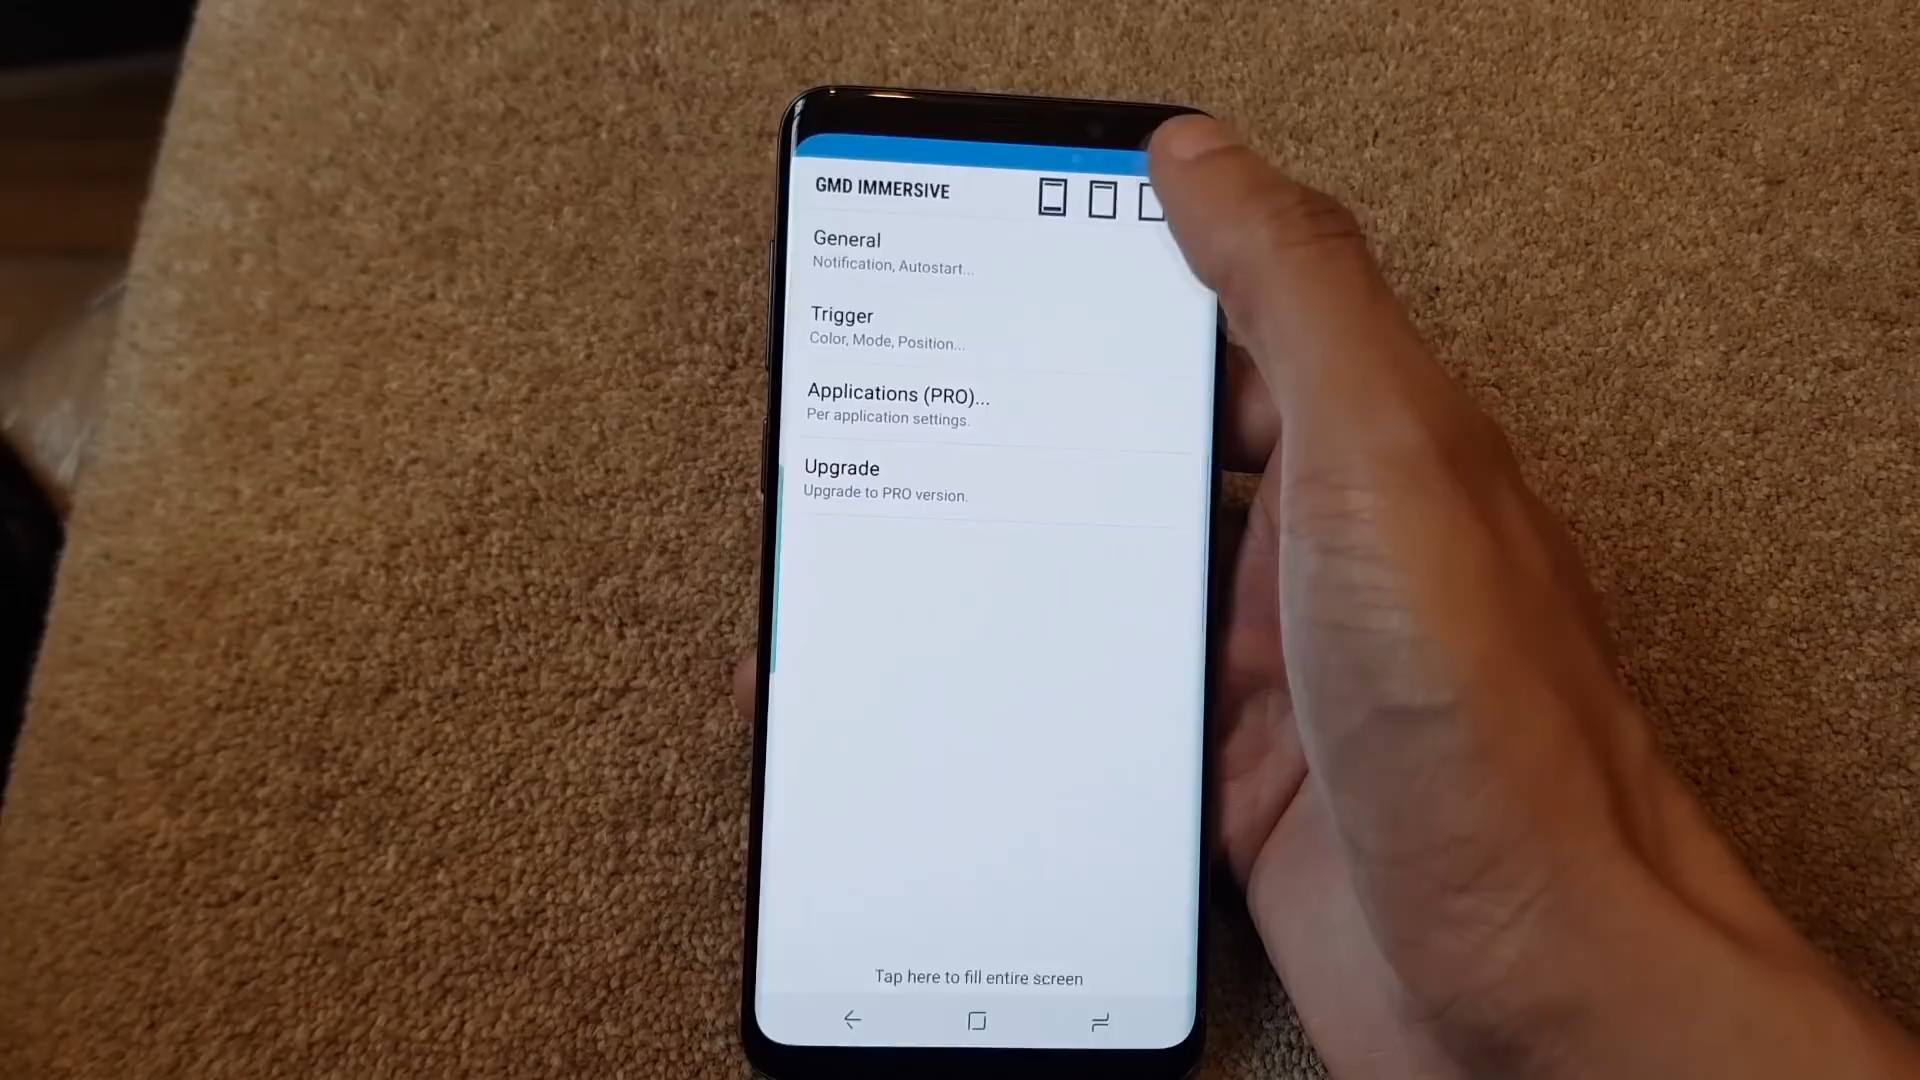 GMD IMMERSIVE
General
Notification, Autostart...
Trigger
Color, Mode, Position...
Applications (PRO)...
Per application settings.
Upgrade
Upgrade to PRO version.
Tap here to fill entire screen